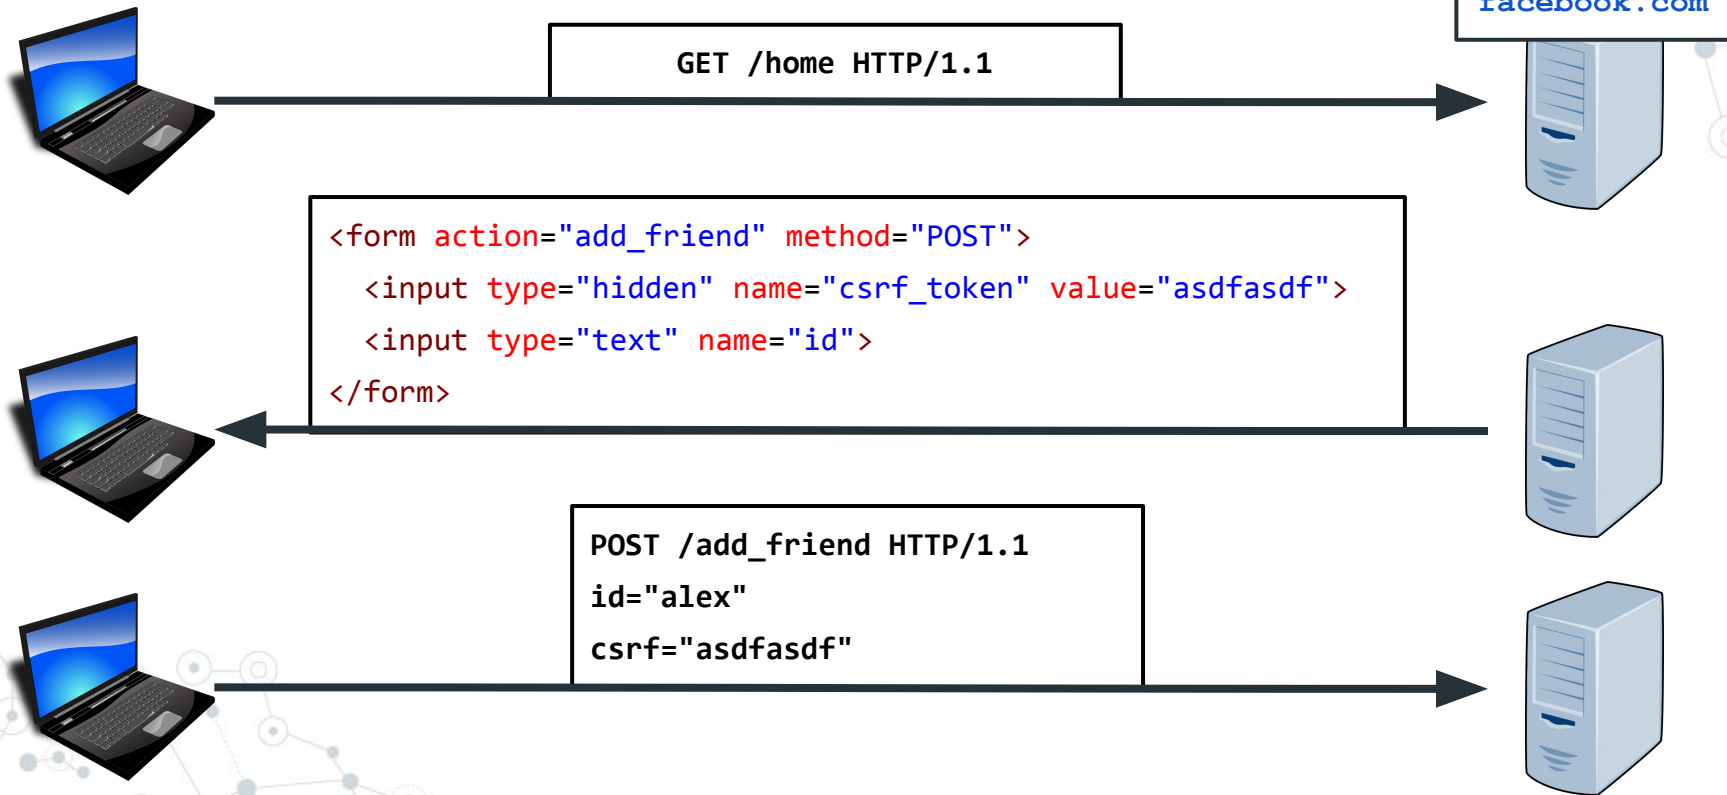 facebook.com
GET /home HTTP/1.1
<form action="add_friend" method="POST">
<input type="hidden" name="csrf_token" value="asdfasdf">
<input type="text" name="id">
</form>
POST /add_friend HTTP/1.1
id="alex"
csrf="asdfasdf"